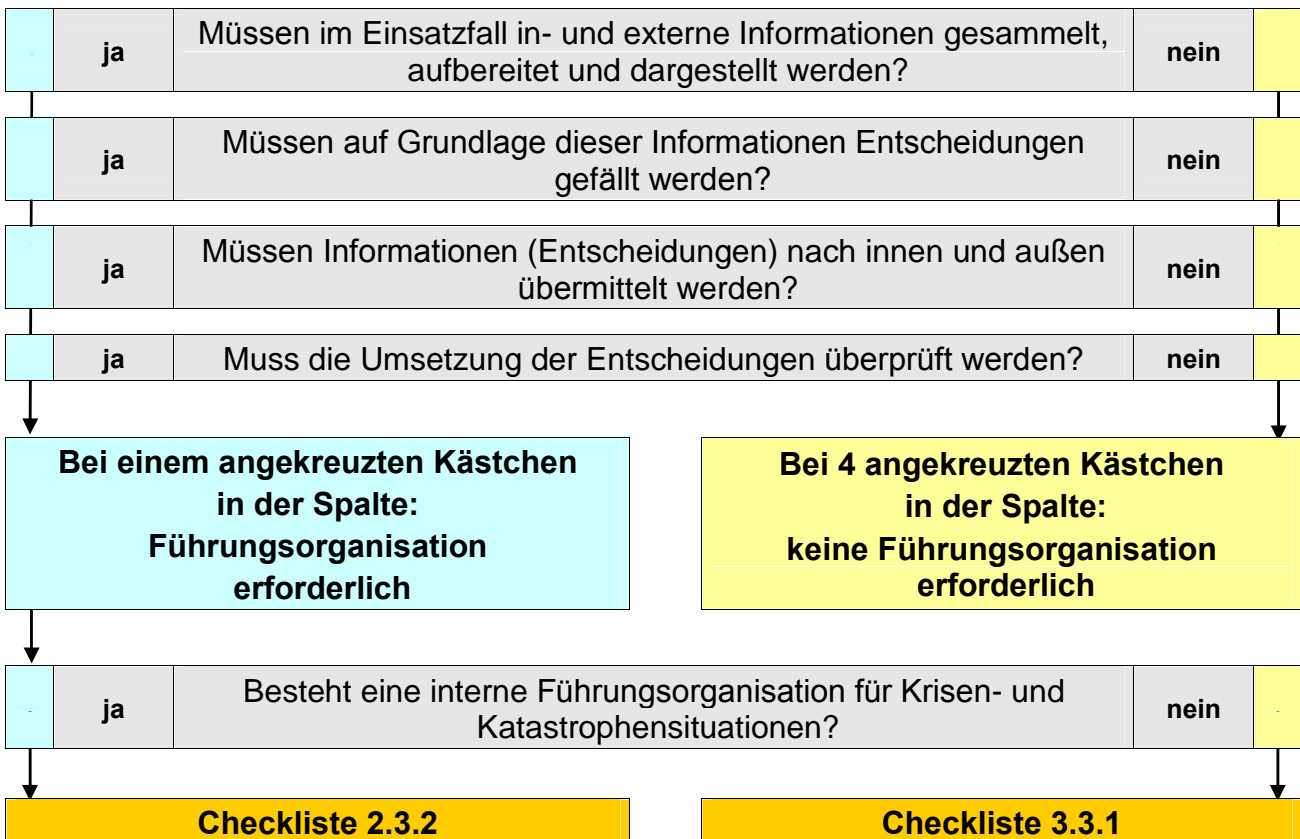 ja
Müssen im Einsatzfall in- und externe Informationen gesammelt,
aufbereitet und dargestellt werden?
nein
ja
Müssen auf Grundlage dieser Informationen Entscheidungen
gefällt werden?
nein
ja
Müssen Informationen (Entscheidungen) nach innen und außen
übermittelt werden?
nein
ja
Muss die Umsetzung der Entscheidungen überprüft werden?
nein
Bei einem angekreuzten Kästchen
in der Spalte:
Führungsorganisation
erforderlich
Bei 4 angekreuzten Kästchen
in der Spalte:
keine Führungsorganisation
erforderlich
ja
Besteht eine interne Führungsorganisation für Krisen- und
Katastrophensituationen?
nein
Checkliste 2.3.2
Checkliste 3.3.1